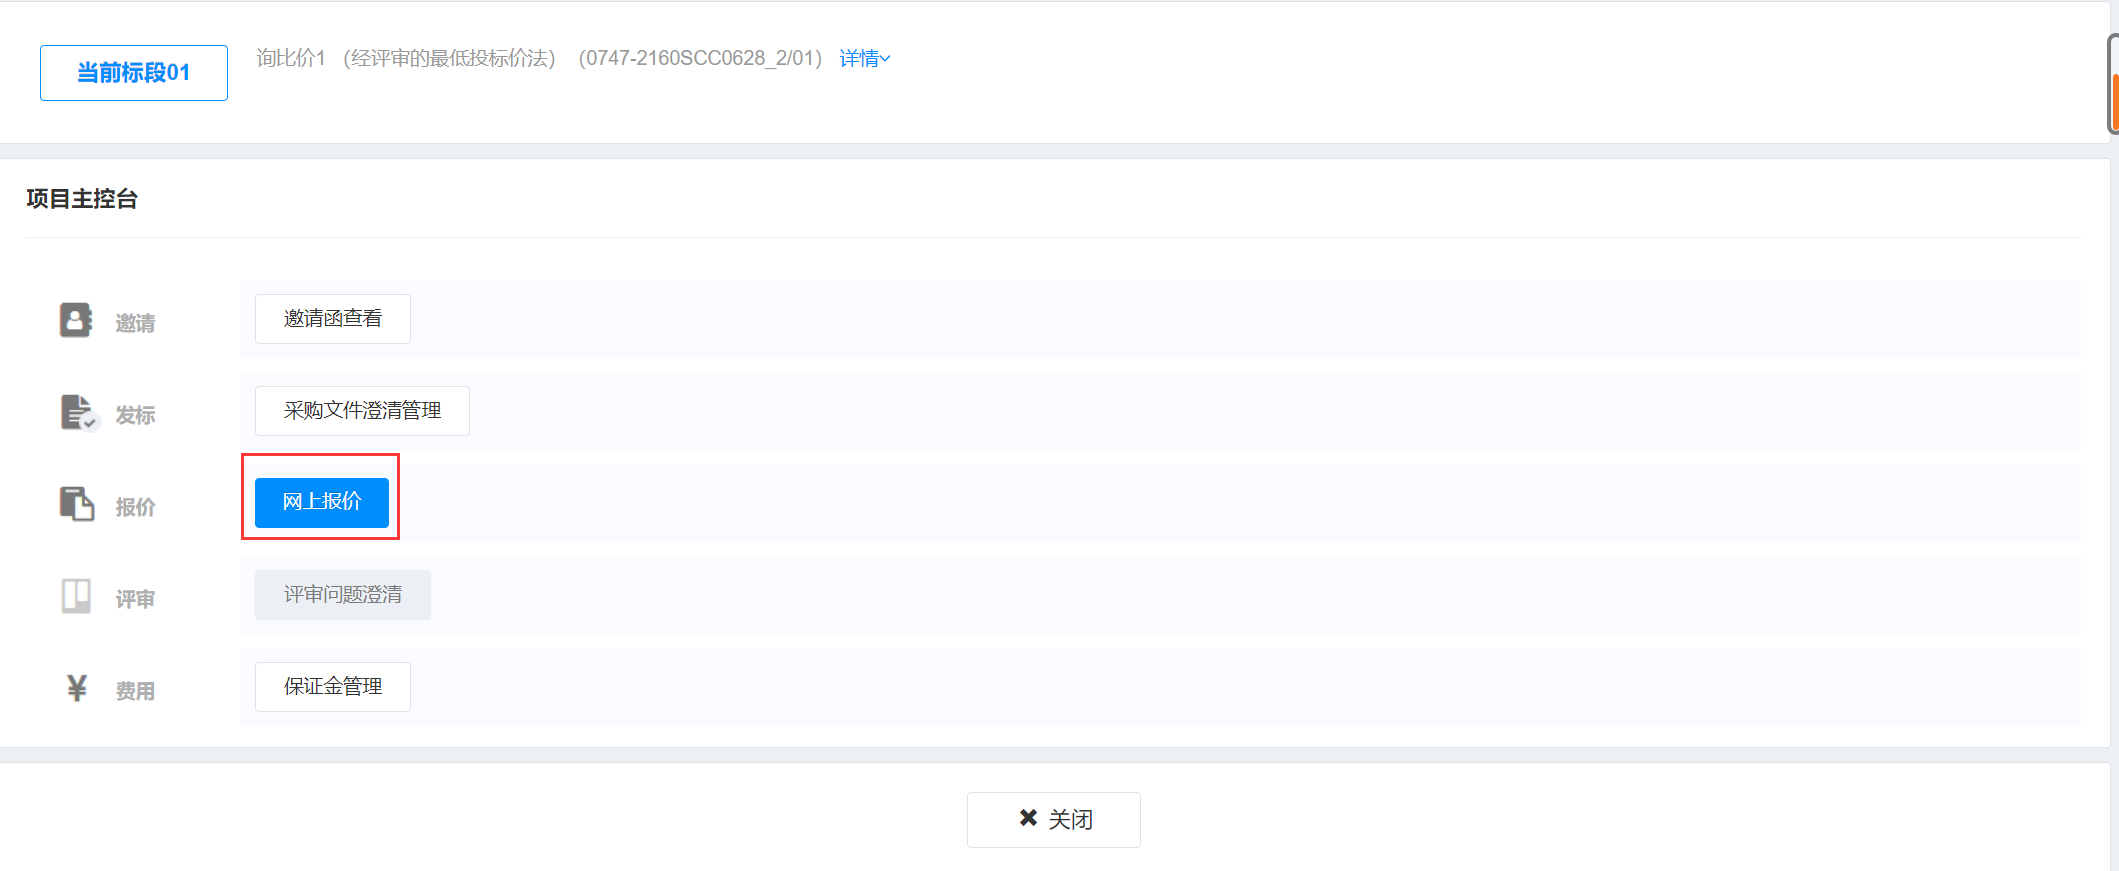 当前标段01
询比价1 （经评审的最低投标价法） （0747-2160SCC0628_2/01） 详情
项目主控台
邀请 邀请函查看
发标 采购文件澄清管理
报价 网上报价
评审 评审问题澄清
¥ 费用 保证金管理
✖ 关闭